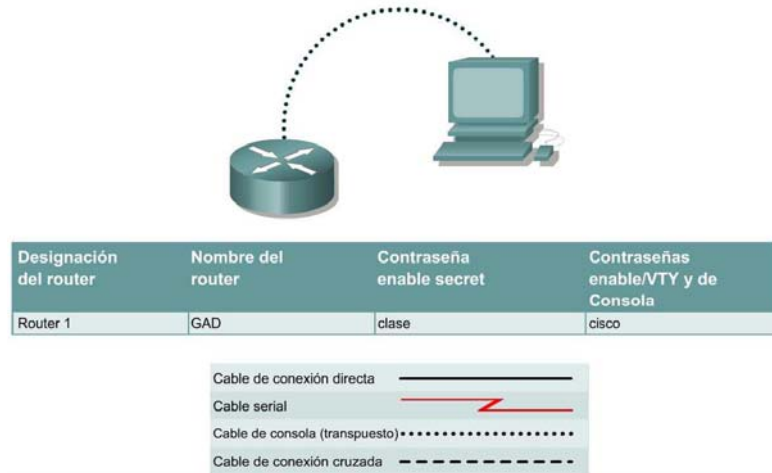 Designación
del router
Nombre del
router
Contraseña
enable secret
Contraseñas
enable/VTY y de
Consola
Router 1
GAD
clase
cisco
Cable de conexión directa
Cable serial
Cable de consola (transpuesto)
Cable de conexión cruzada